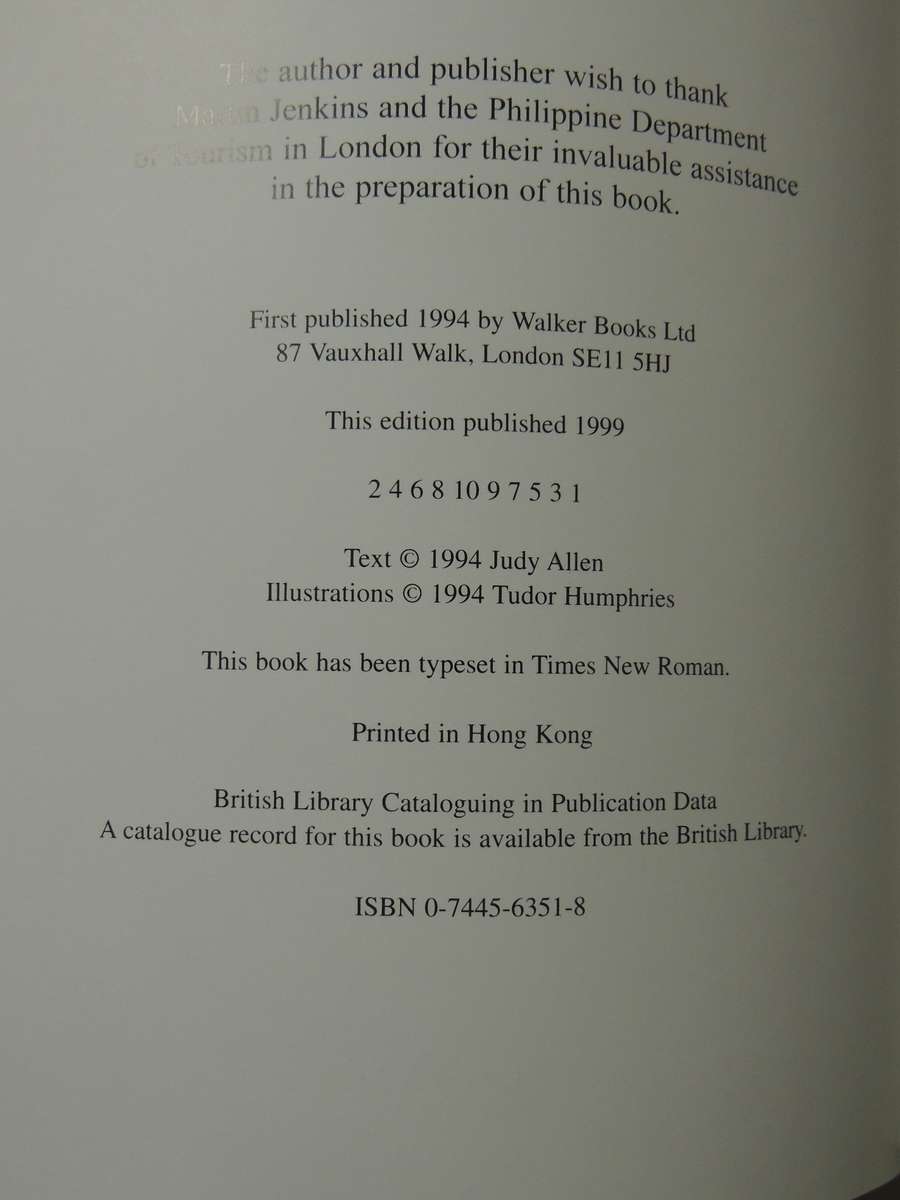 The author and publisher wish to thank
Martin Jenkins and the Philippine Department
of Tourism in London for their invaluable assistance
in the preparation of this book.
First published 1994 by Walker Books Ltd
87 Vauxhall Walk, London SE11 5HJ
This edition published 1999
2 4 6 8 10 9 7 5 3 1
Text © 1994 Judy Allen
Illustrations © 1994 Tudor Humphries
This book has been typeset in Times New Roman.
Printed in Hong Kong
British Library Cataloguing in Publication Data
A catalogue record for this book is available from the British Library.
ISBN 0-7445-6351-8